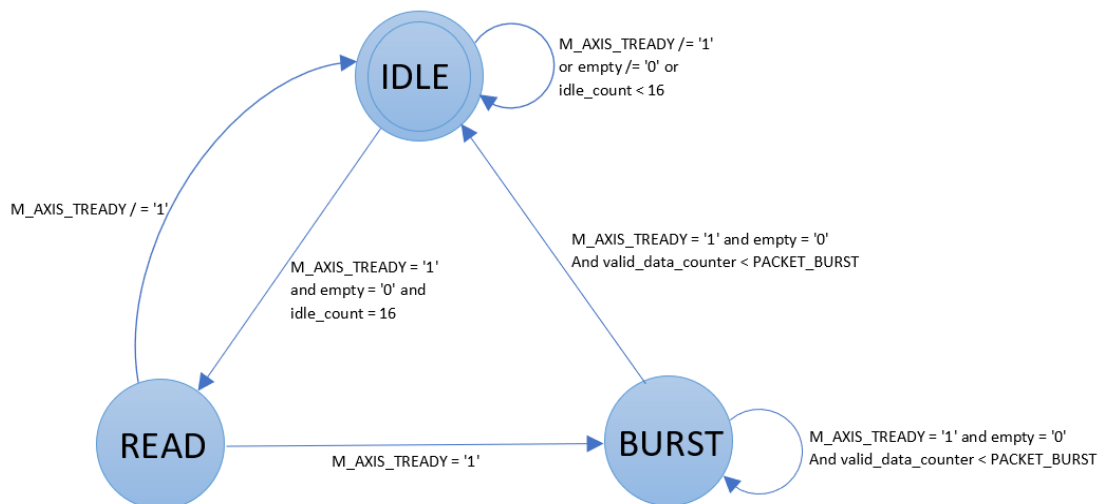 IDLE
M_AXIS_TREADY /= '1'
or empty /= '0' or
idle_count < 16
M_AXIS_TREADY / = '1'
M_AXIS_TREADY = '1' and empty = '0'
And valid_data_counter < PACKET_BURST
M_AXIS_TREADY = '1'
and empty = '0' and
idle_count = 16
READ
M_AXIS_TREADY = '1'
BURST
M_AXIS_TREADY = '1' and empty = '0'
And valid_data_counter < PACKET_BURST